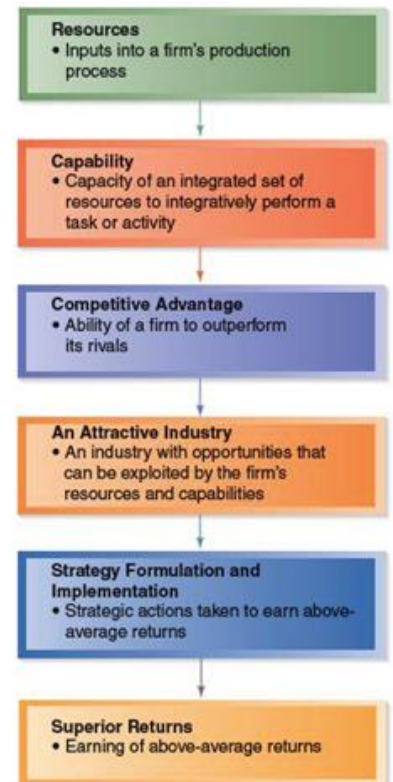 Resources
• Inputs into a firm's production
process
Capability
• Capacity of an integrated set of
resources to integratively perform a
task or activity
Competitive Advantage
• Ability of a firm to outperform
its rivals
An Attractive Industry
• An industry with opportunities that
can be exploited by the firm's
resources and capabilities
Strategy Formulation and
Implementation
• Strategic actions taken to earn above-
average returns
Superior Returns
• Earning of above-average returns